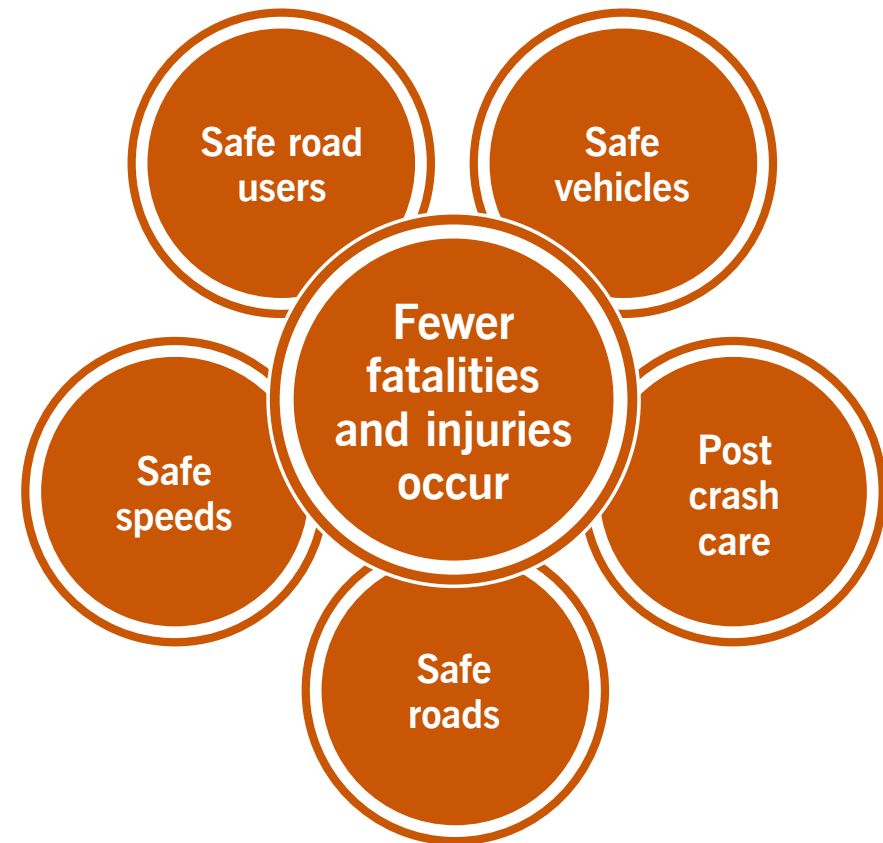 Safe road
users
Safe
vehicles
Fewer
fatalities
and injuries
occur
Safe
speeds
Post
crash
care
Safe
roads